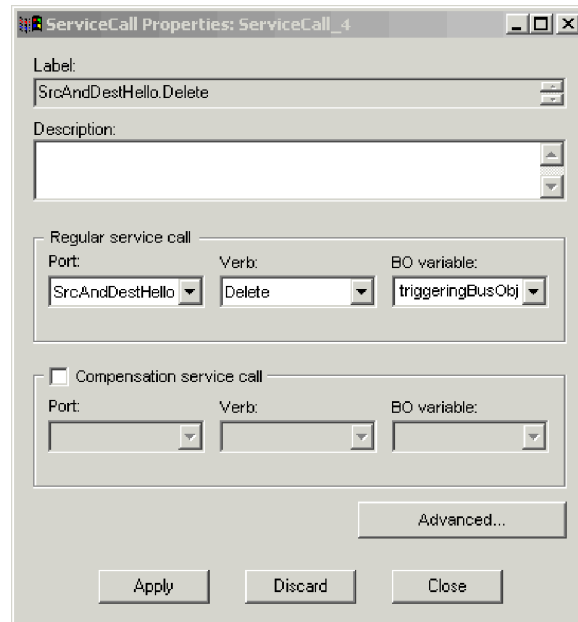 ServiceCall Properties: ServiceCall_4
Label:
SrcAndDestHello.Delete
Description:
Regular service call
Port: Verb: BO variable:
SrcAndDestHello Delete triggeringBusObj
Compensation service call
Port: Verb: BO variable:
Advanced...
Apply Discard Close